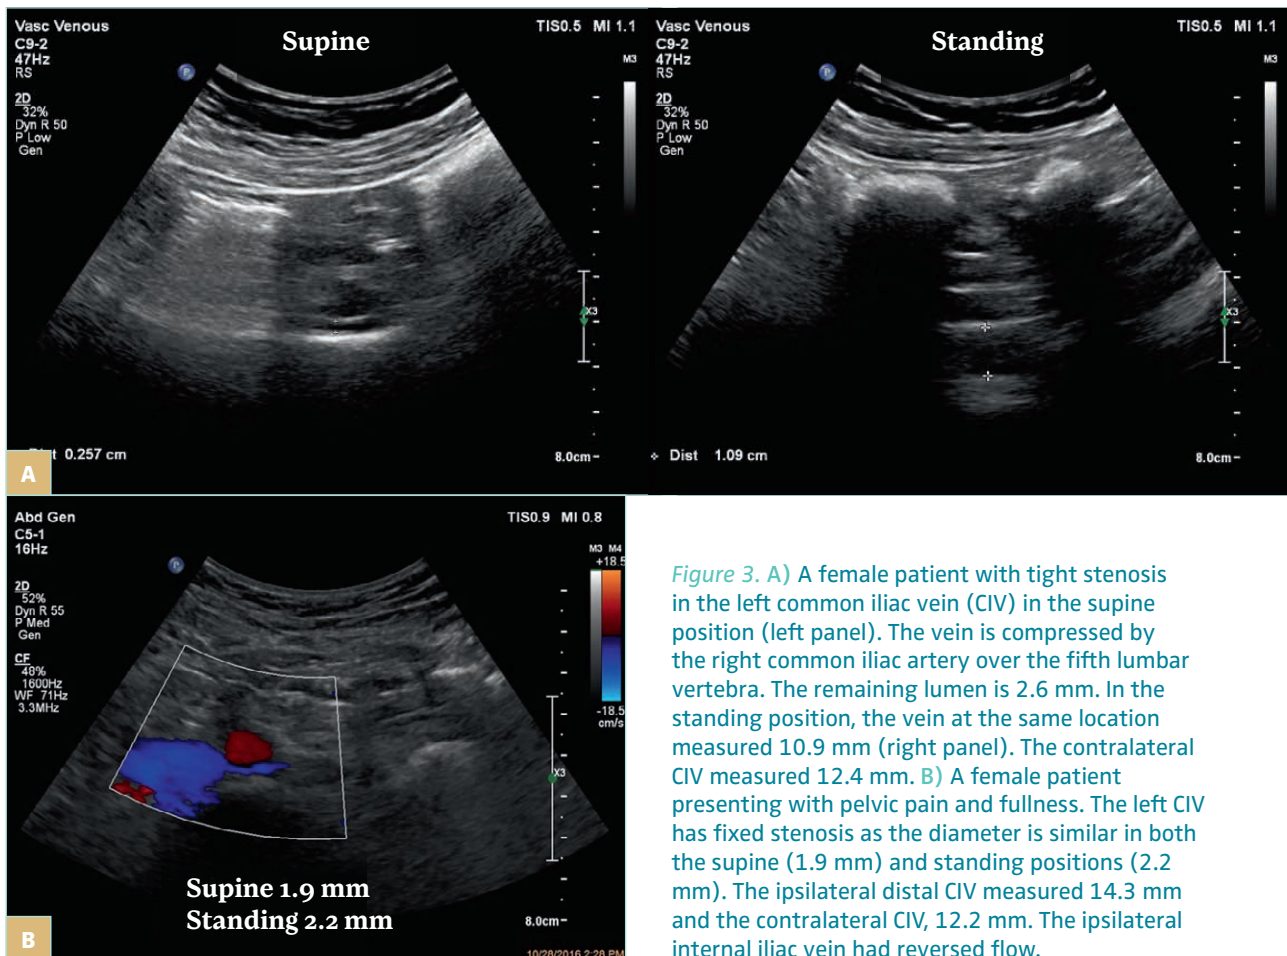 Vasc Venous
C9-2
47Hz
RS
2D
32%
Dyn R 50
P Low
Gen
Supine
TIS0.5 MI 1.1
M3
P
X3
t 0.257 cm
8.0cm
A
Vasc Venous
C9-2
47Hz
RS
2D
32%
Dyn R 50
P Low
Gen
Standing
TIS0.5 MI 1.1
M3
P
X3
Dist 1.09 cm
8.0cm
Abd Gen
C5-1
16Hz
2D
52%
Dyn R 55
P Med
Gen
CF
48%
1600Hz
WF 71Hz
3.3MHz
TIS0.9 MI 0.8
M3 M4
+18.5
-18.5
cm/s
P
X3
Supine 1.9 mm
Standing 2.2 mm
8.0cm
10/28/2016 2:28 PM
B
Figure 3. A) A female patient with tight stenosis
in the left common iliac vein (CIV) in the supine
position (left panel). The vein is compressed by
the right common iliac artery over the fifth lumbar
vertebra. The remaining lumen is 2.6 mm. In the
standing position, the vein at the same location
measured 10.9 mm (right panel). The contralateral
CIV measured 12.4 mm. B) A female patient
presenting with pelvic pain and fullness. The left CIV
has fixed stenosis as the diameter is similar in both
the supine (1.9 mm) and standing positions (2.2
mm). The ipsilateral distal CIV measured 14.3 mm
and the contralateral CIV, 12.2 mm. The ipsilateral
internal iliac vein had reversed flow.